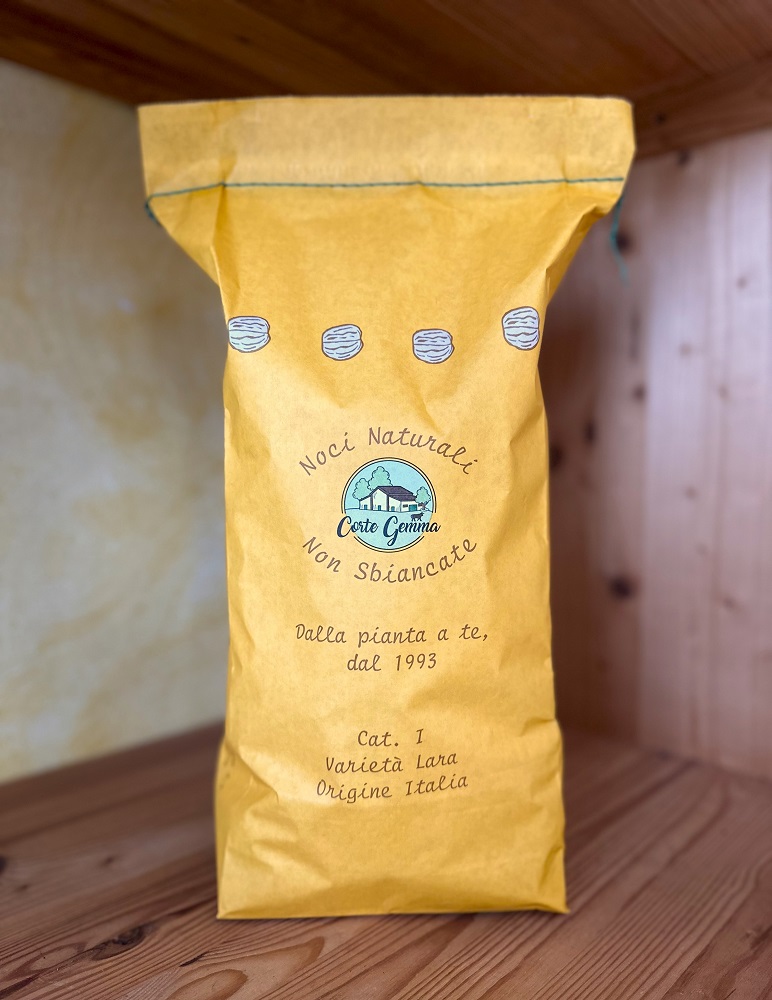 Noci Naturali
Corte Gemma
Non Sbiancate
Dalla pianta a te,
dal 1993
Cat. I
Varietà Lara
Origine Italia